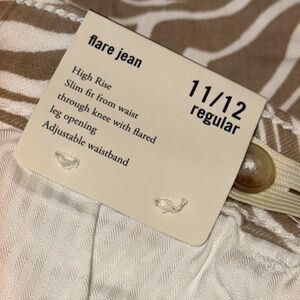 flare jean
High Rise
Slim fit from waist
through knee with flared
leg opening
Adjustable waistband
11/12
regular